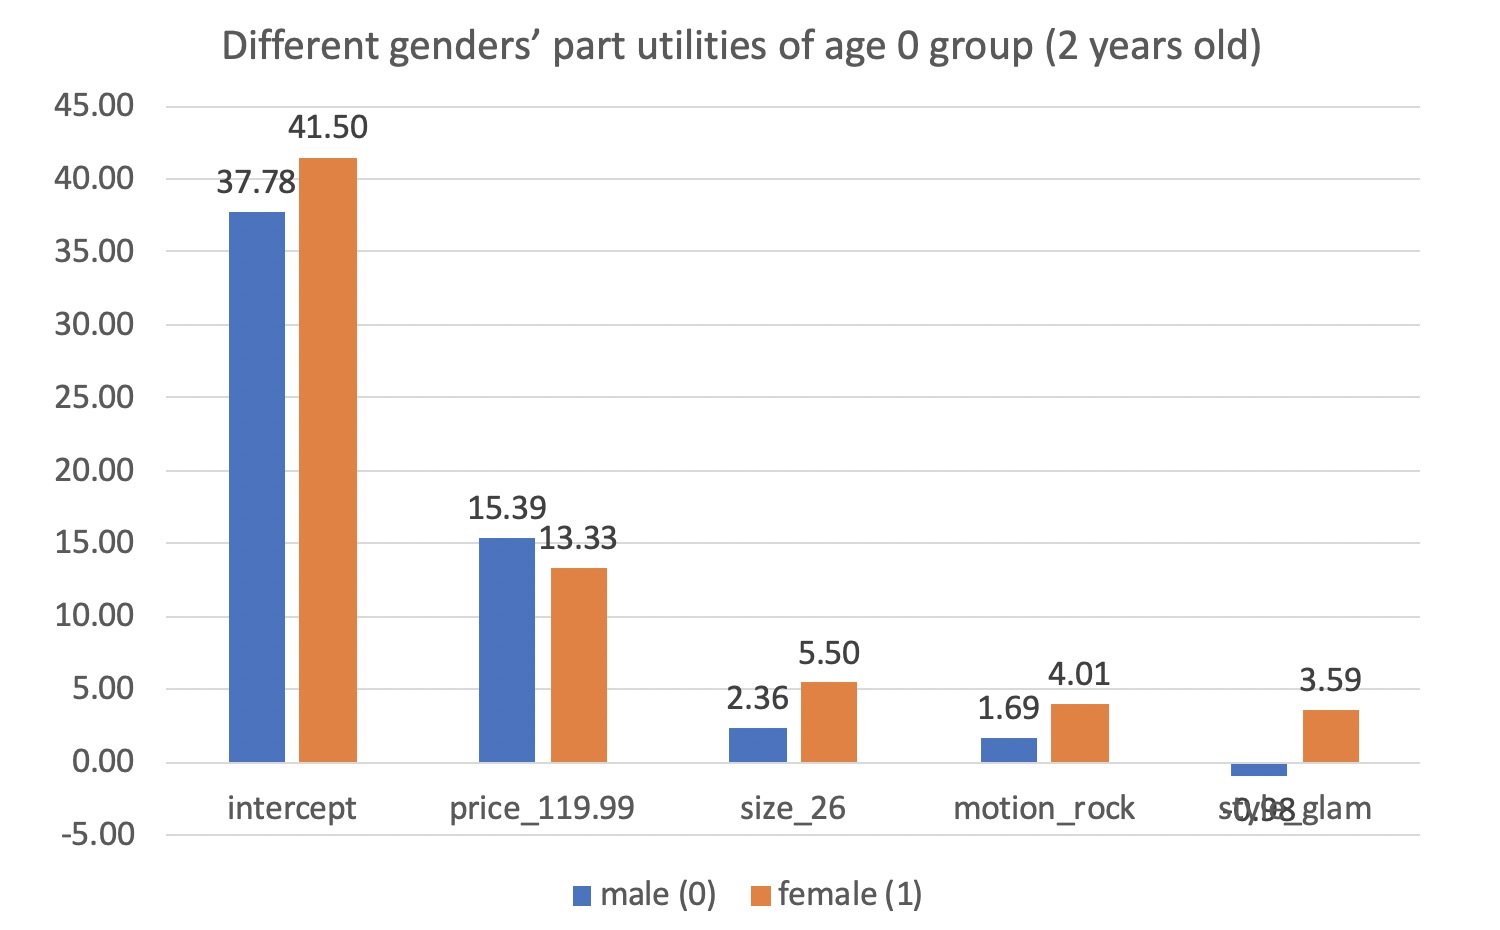 Different genders’ part utilities of age 0 group (2 years old)
45.00
40.00
35.00
30.00
25.00
20.00
15.00
10.00
5.00
0.00
-5.00
37.78
41.50
15.39
13.33
2.36
5.50
1.69
4.01
-0.98
3.59
intercept
price_119.99
size_26
motion_rock
style_glam
male (0)
female (1)